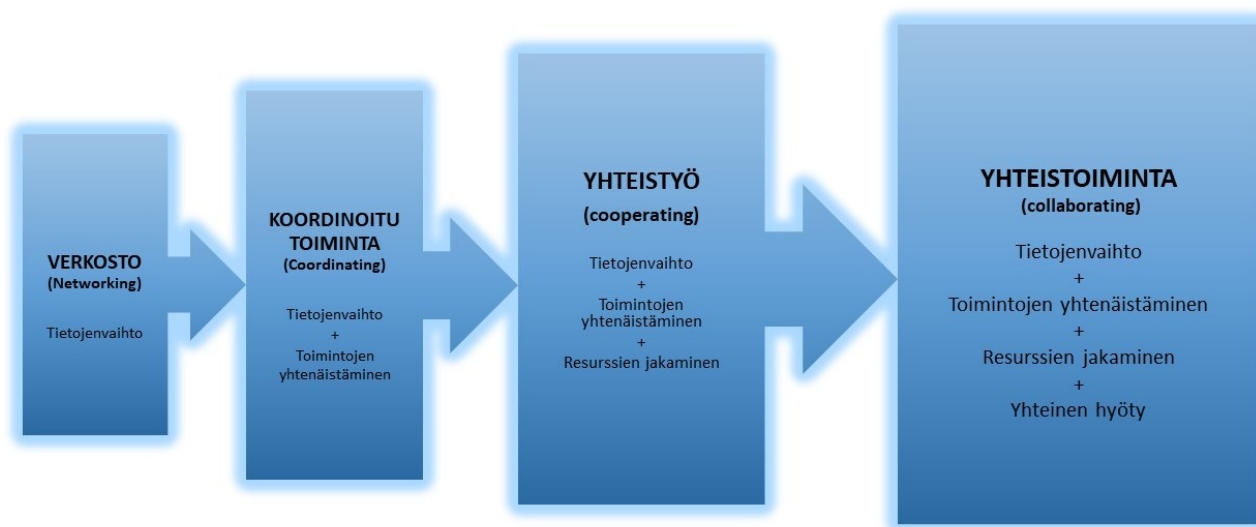 VERKOSTO
(Networking)
Tietojenvaihto
KOORDINOITU
TOIMINTA
(Coordinating)
Tietojenvaihto
+
Toimintojen
yhtenäistäminen
YHTEISTYÖ
(cooperating)
Tietojenvaihto
+
Toimintojen
yhtenäistäminen
+
Resurssien jakaminen
YHTEISTOIMINTA
(collaborating)
Tietojenvaihto
+
Toimintojen yhtenäistäminen
+
Resurssien jakaminen
+
Yhteinen hyöty